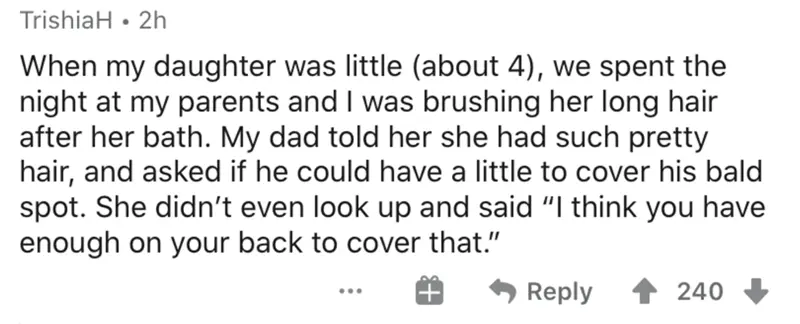 TrishiaH • 2h
When my daughter was little (about 4), we spent the
night at my parents and I was brushing her long hair
after her bath. My dad told her she had such pretty
hair, and asked if he could have a little to cover his bald
spot. She didn’t even look up and said “I think you have
enough on your back to cover that.”
... Reply 240